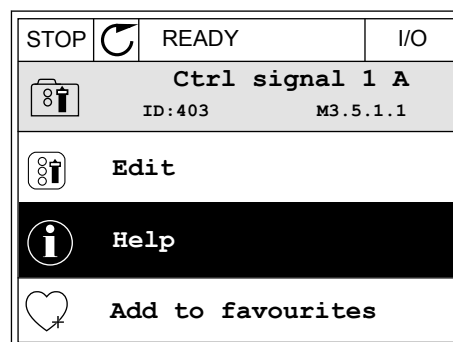 STOP READY I/O
Ctrl signal 1 A
ID:403 M3.5.1.1
Edit
Help
Add to favourites